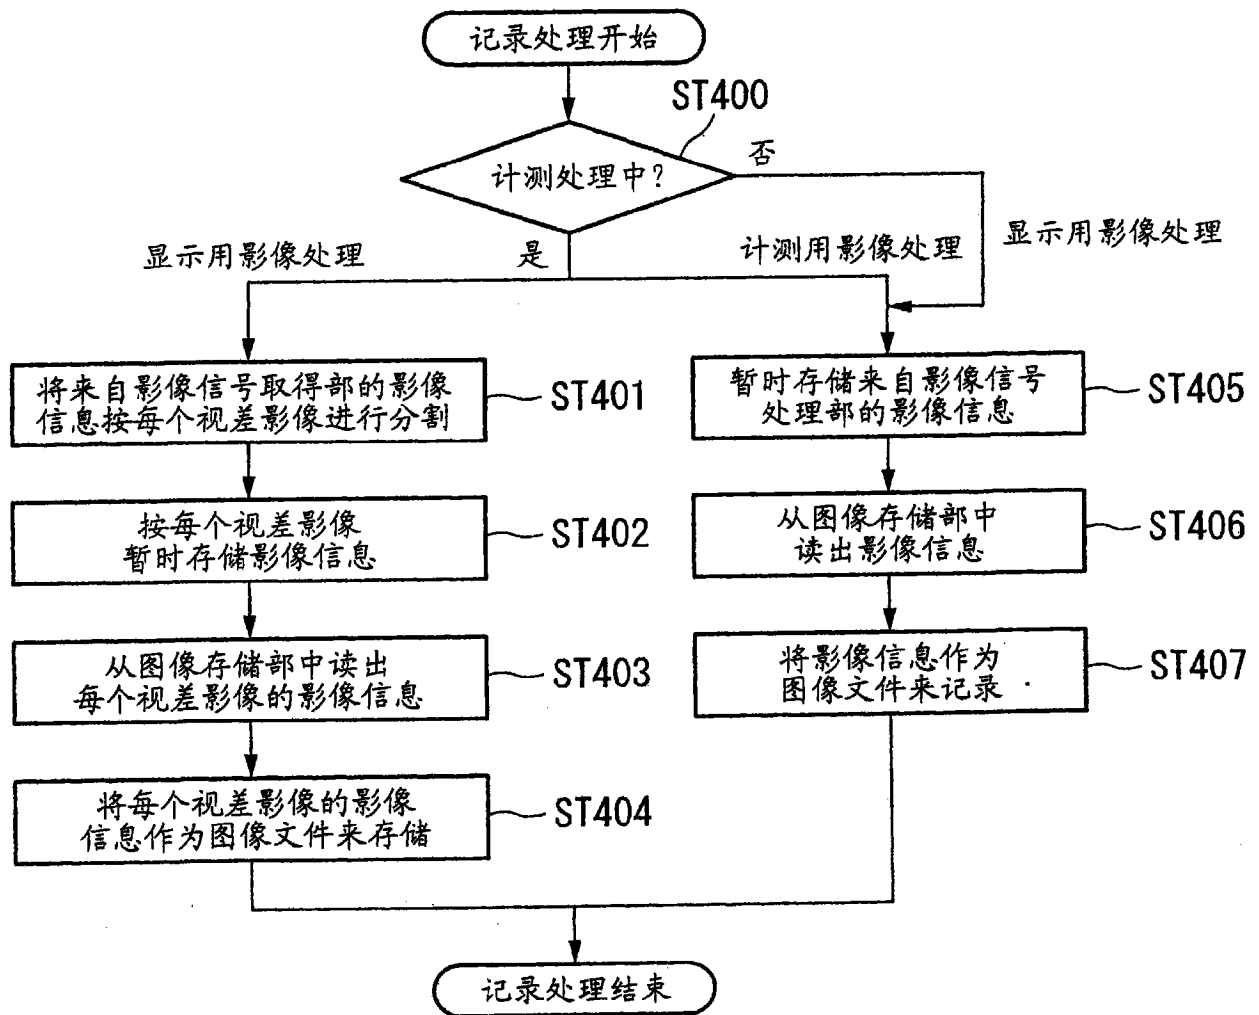 记录处理开始
ST400
计测处理中?
否
显示用影像处理
是
计测用影像处理
显示用影像处理
将来自影像信号取得部的影像
信息按每个视差影像进行分割
ST401
按每个视差影像
暂时存储影像信息
ST402
从图像存储部中读出
每个视差影像的影像信息
ST403
将每个视差影像的影像
信息作为图像文件来存储
ST404
暂时存储来自影像信号
处理部的影像信息
ST405
从图像存储部中
读出影像信息
ST406
将影像信息作为
图像文件来记录
ST407
记录处理结束